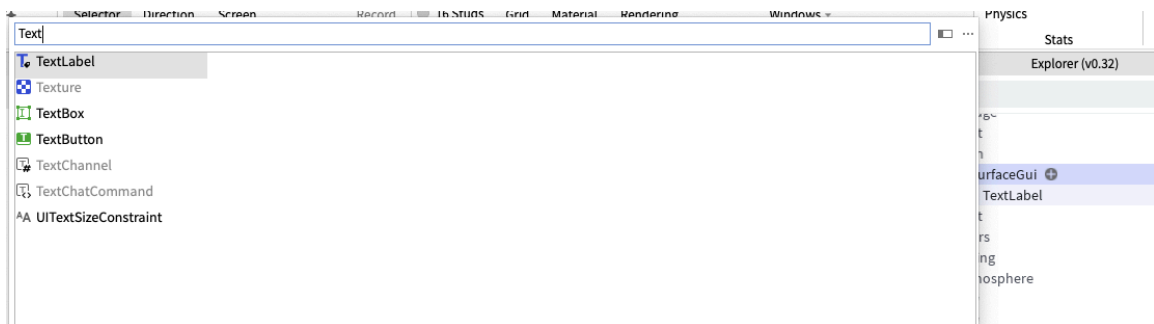 Selector Direction Screen Record 16 Studs Grid Material Rendering Windows Physics
Text
Stats
Explorer (v0.32)
TextLabel
Texture
TextBox
TextButton
TextChannel
TextChatCommand
UITextSizeConstraint
urfaceGui
TextLabel
t
rs
ing
nosphere